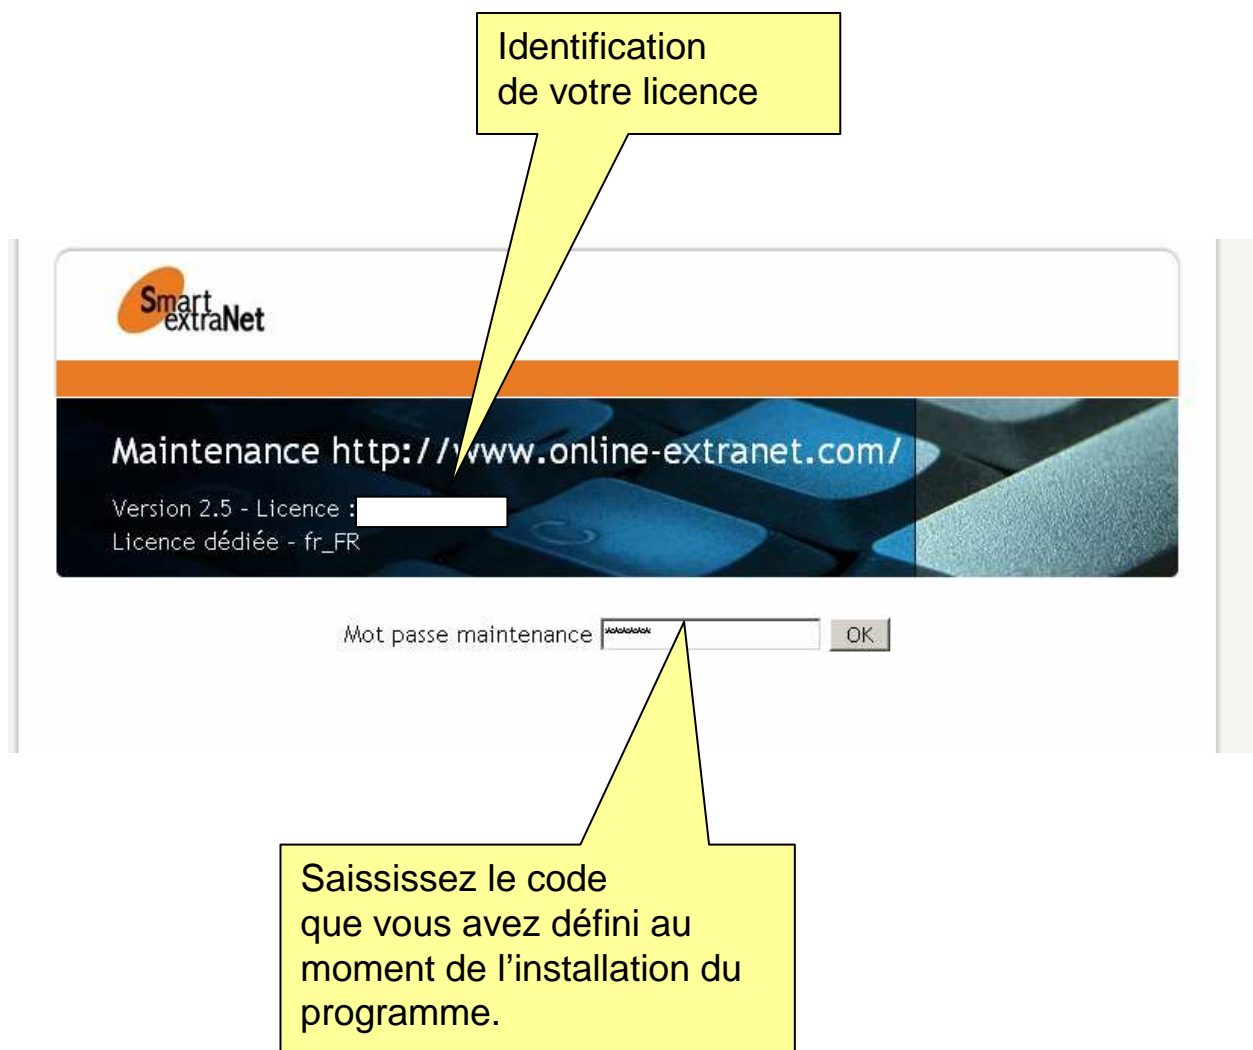 Identification
de votre licence
Smart
extraNet
Maintenance http://www.online-extranet.com/
Version 2.5 - Licence :
Licence dédiée - fr_FR
Mot passe maintenance ******* OK
Saississez le code
que vous avez défini au
moment de l’installation du
programme.